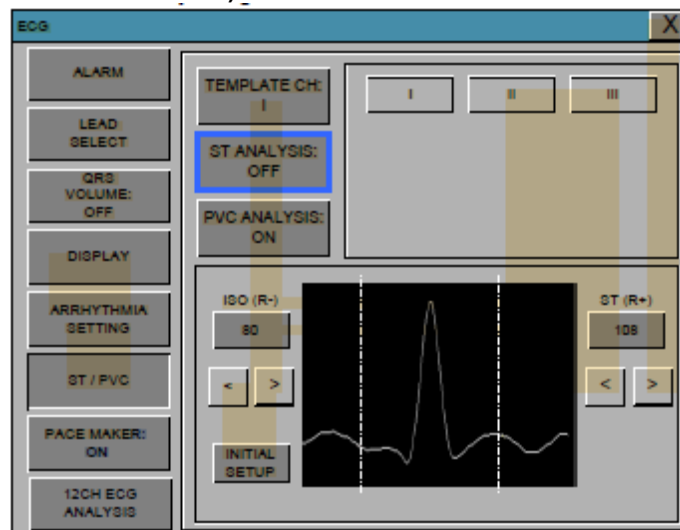 ECG
X
ALARM
LEAD
SELECT
QRS
VOLUME:
OFF
DISPLAY
ARRHYTHMIA
SETTING
ST / PVC
PACE MAKER:
ON
12CH ECG
ANALYSIS
TEMPLATE CH:
I
ST ANALYSIS:
OFF
PVC ANALYSIS:
ON
I
II
III
ISO (R-)
80
< >
INITIAL
SETUP
ST (R+)
108
< >